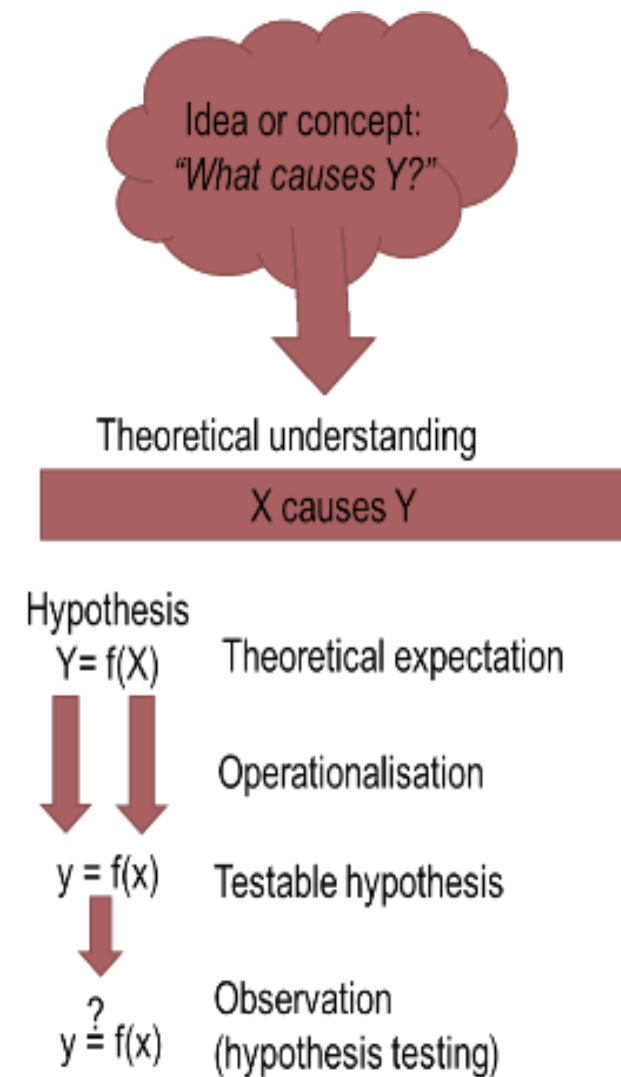 Idea or concept:
“What causes Y?”
Theoretical understanding
X causes Y
Hypothesis
Y= f(X)
Theoretical expectation
Operationalisation
y = f(x)
Testable hypothesis
?
y = f(x)
Observation
(hypothesis testing)